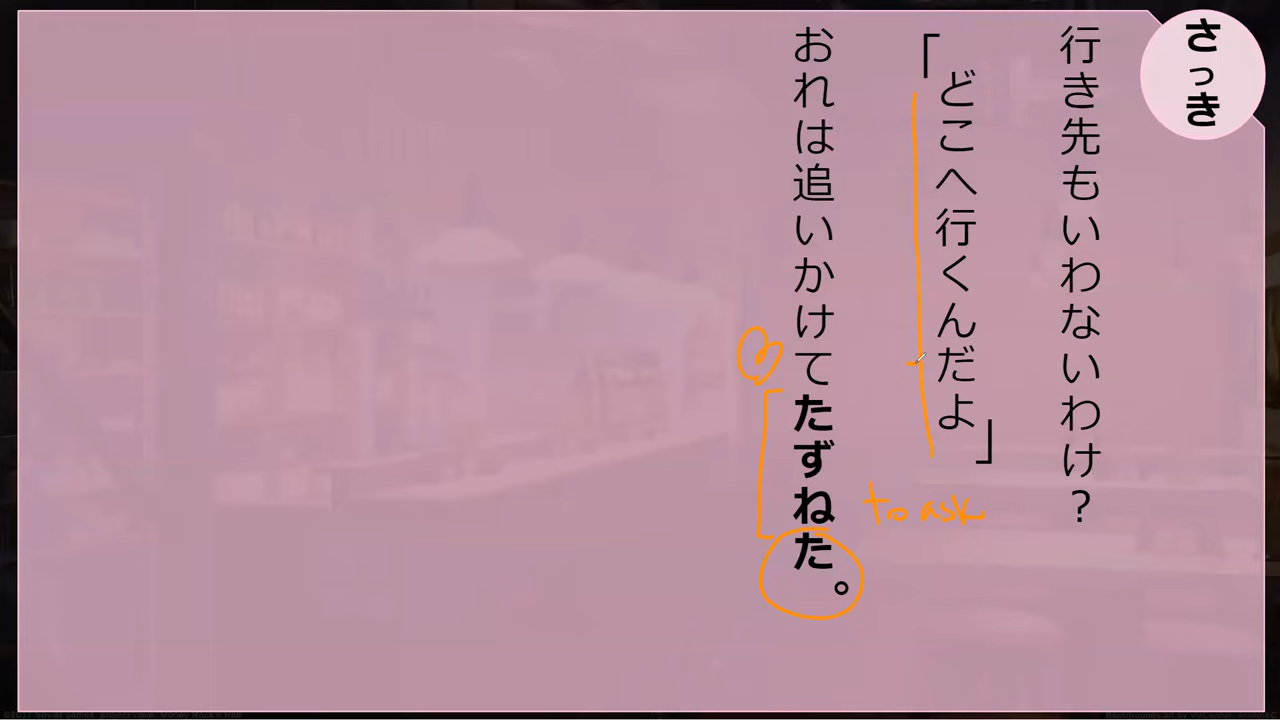 さっき
行き先もいわないわけ？
「どこへ行くんだよ」
おれは追いかけてたずねた。
to ask